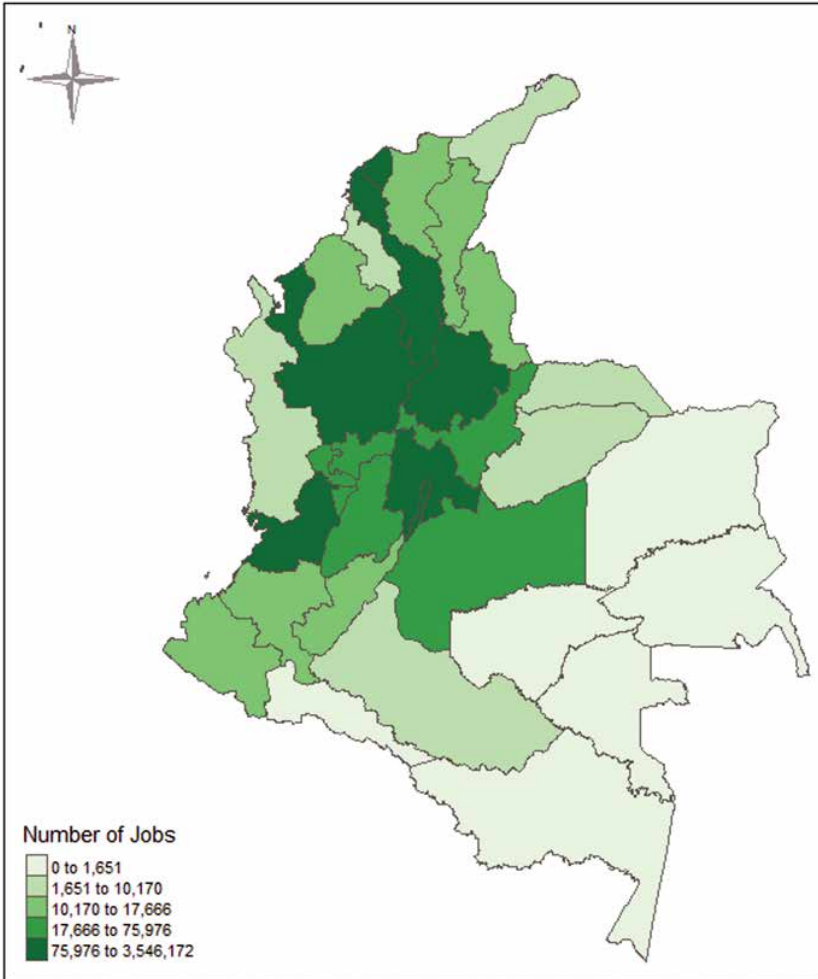 N
Number of Jobs
0 to 1,651
1,651 to 10,170
10,170 to 17,666
17,666 to 75,976
75,976 to 3,546,172